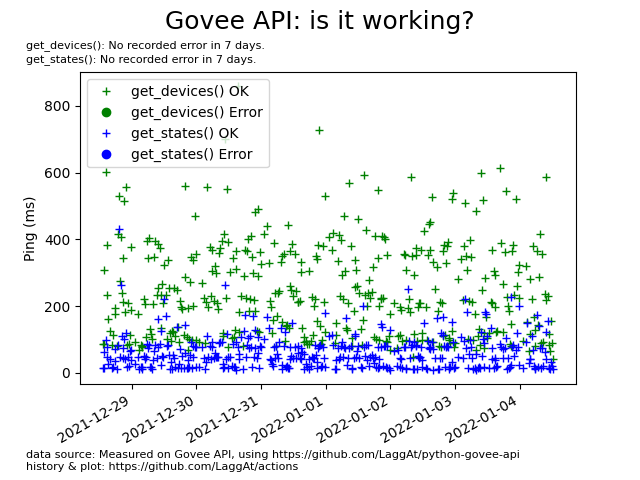 Govee API: is it working?
get_devices(): No recorded error in 7 days.
get_states(): No recorded error in 7 days.
get_devices() OK
get_devices() Error
get_states() OK
get_states() Error
800
600
400
200
0
Ping (ms)
2021-12-29
2021-12-30
2021-12-31
2022-01-01
2022-01-02
2022-01-03
2022-01-04
data source: Measured on Govee API, using https://github.com/LaggAt/python-govee-api
history & plot: https://github.com/LaggAt/actions